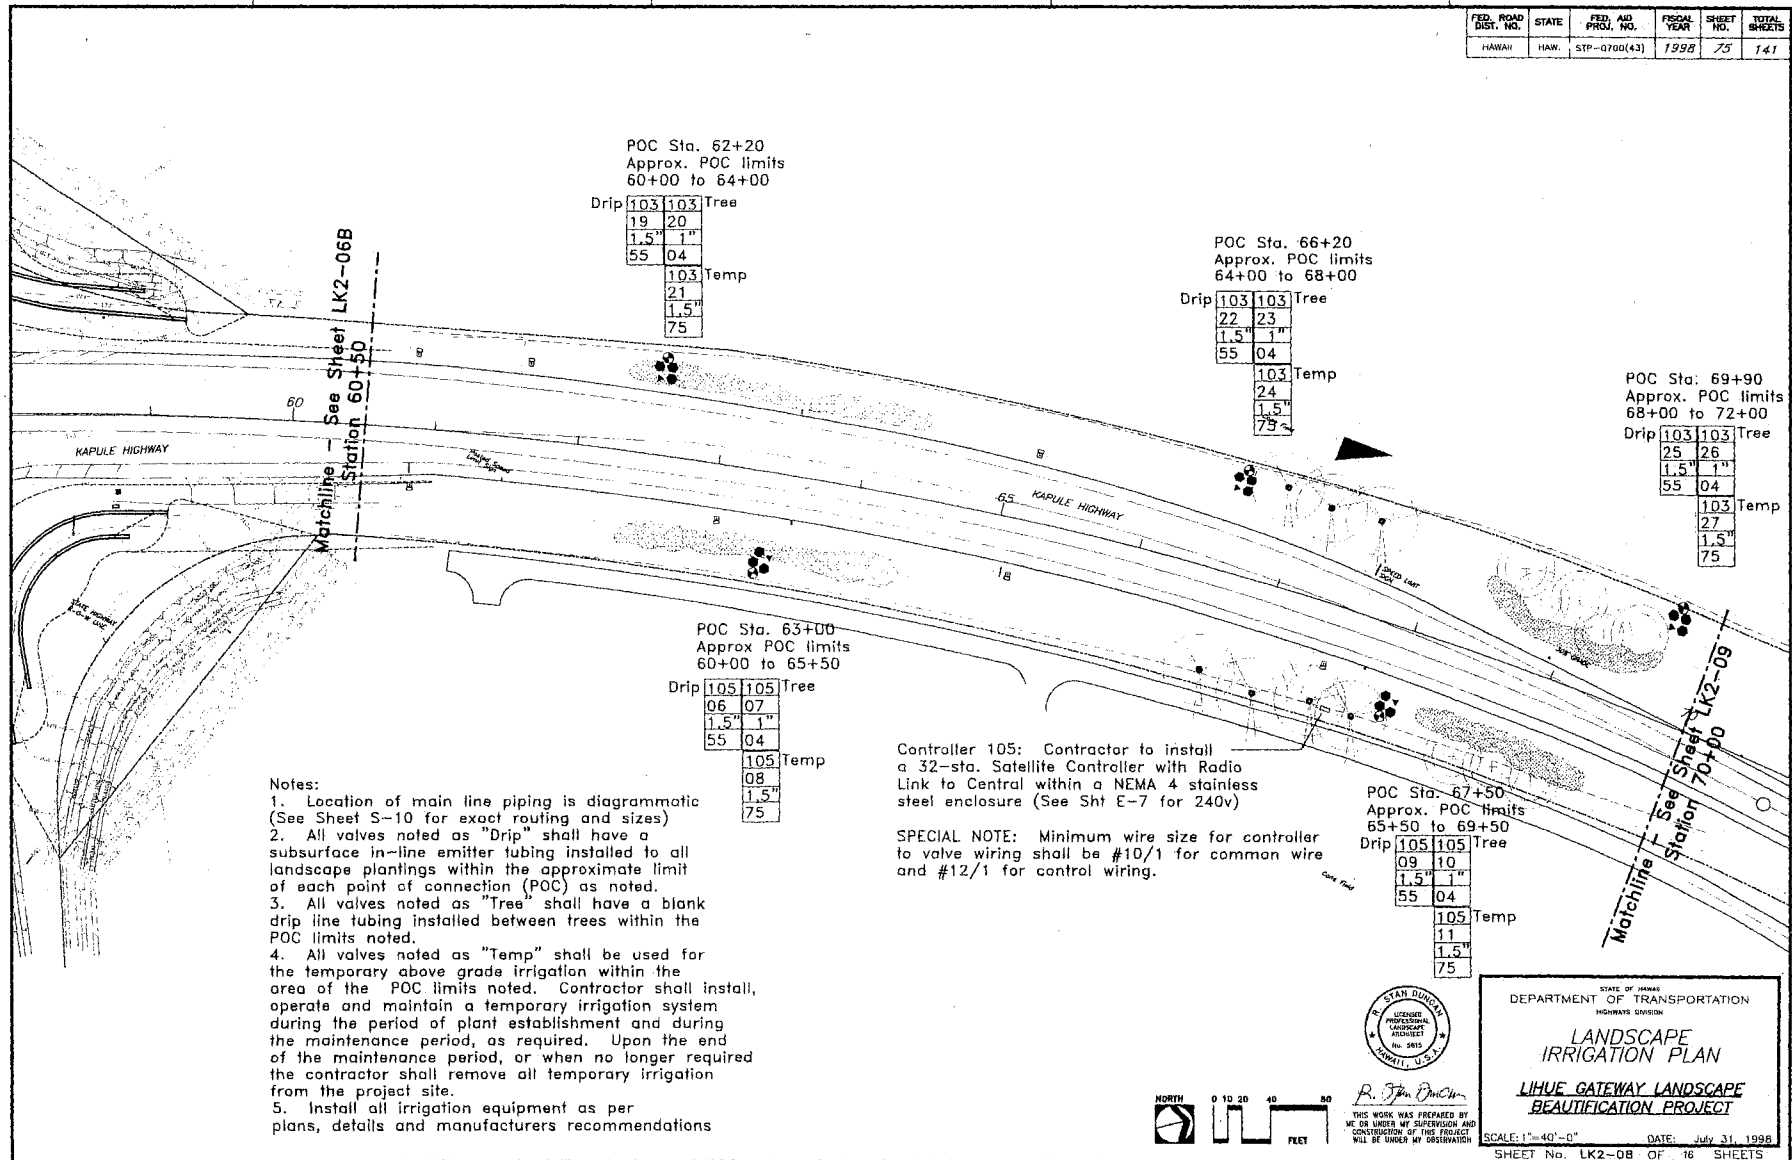 FED. ROAD DIST. NO. STATE FED. AID PROJ. NO. FISCAL YEAR SHEET NO. TOTAL SHEETS
HAWAII HAW. STP-0700(43) 1998 75 141
POC Sta. 62+20
Approx. POC limits
60+00 to 64+00
Drip 103 103 Tree
19 20
1.5" 1"
55 04
103 Temp
21
1.5"
75
POC Sta. 66+20
Approx. POC limits
64+00 to 68+00
Drip 103 103 Tree
22 23
1.5" 1"
55 04
103 Temp
24
1.5"
75
POC Sta. 69+90
Approx. POC limits
68+00 to 72+00
Drip 103 103 Tree
25 26
1.5" 1"
55 04
103 Temp
27
1.5"
75
Matchline - See Sheet LK2-06B
Station 60+50
60
KAPULE HIGHWAY
65
KAPULE HIGHWAY
SPEED LIMIT SIGN
STATE HIGHWAY
R-O-W LINE
POC Sta. 63+00
Approx POC limits
60+00 to 65+50
Drip 105 105 Tree
06 07
1.5" 1"
55 04
105 Temp
08
1.5"
75
Controller 105: Contractor to install
a 32-sta. Satellite Controller with Radio
Link to Central within a NEMA 4 stainless
steel enclosure (See Sht E-7 for 240v)
SPECIAL NOTE: Minimum wire size for controller
to valve wiring shall be #10/1 for common wire
and #12/1 for control wiring.
Cane Field
POC Sta. 67+50
Approx. POC limits
65+50 to 69+50
Drip 105 105 Tree
09 10
1.5" 1"
55 04
105 Temp
11
1.5"
75
Matchline - See Sheet LK2-09
Station 70+00
Notes:
1. Location of main line piping is diagrammatic
(See Sheet S-10 for exact routing and sizes)
2. All valves noted as "Drip" shall have a
subsurface in-line emitter tubing installed to all
landscape plantings within the approximate limit
of each point of connection (POC) as noted.
3. All valves noted as "Tree" shall have a blank
drip line tubing installed between trees within the
POC limits noted.
4. All valves noted as "Temp" shall be used for
the temporary above grade irrigation within the
area of the POC limits noted. Contractor shall install,
operate and maintain a temporary irrigation system
during the period of plant establishment and during
the maintenance period, as required. Upon the end
of the maintenance period, or when no longer required
the contractor shall remove all temporary irrigation
from the project site.
5. Install all irrigation equipment as per
plans, details and manufacturers recommendations
NORTH
0 10 20 40 80
FEET
R. STAN DUNCAN
LICENSED
PROFESSIONAL
LANDSCAPE
ARCHITECT
No. 5815
HAWAII, U.S.A.
R. Stan Duncan
THIS WORK WAS PREPARED BY
ME OR UNDER MY SUPERVISION AND
CONSTRUCTION OF THIS PROJECT
WILL BE UNDER MY OBSERVATION
STATE OF HAWAII
DEPARTMENT OF TRANSPORTATION
HIGHWAYS DIVISION
LANDSCAPE
IRRIGATION PLAN
LIHUE GATEWAY LANDSCAPE
BEAUTIFICATION PROJECT
SCALE: 1"=40'-0" DATE: July 31, 1998
SHEET No. LK2-08 OF 16 SHEETS